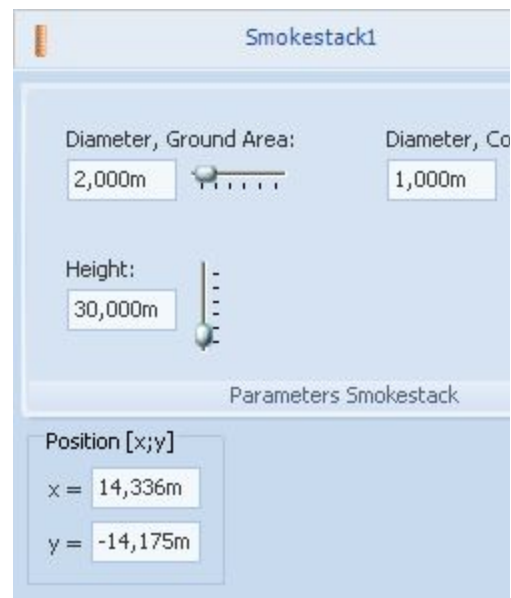 Smokestack1
Diameter, Ground Area: Diameter, Co
2,000m 1,000m
Height:
30,000m
Parameters Smokestack
Position [x;y]
x = 14,336m
y = -14,175m